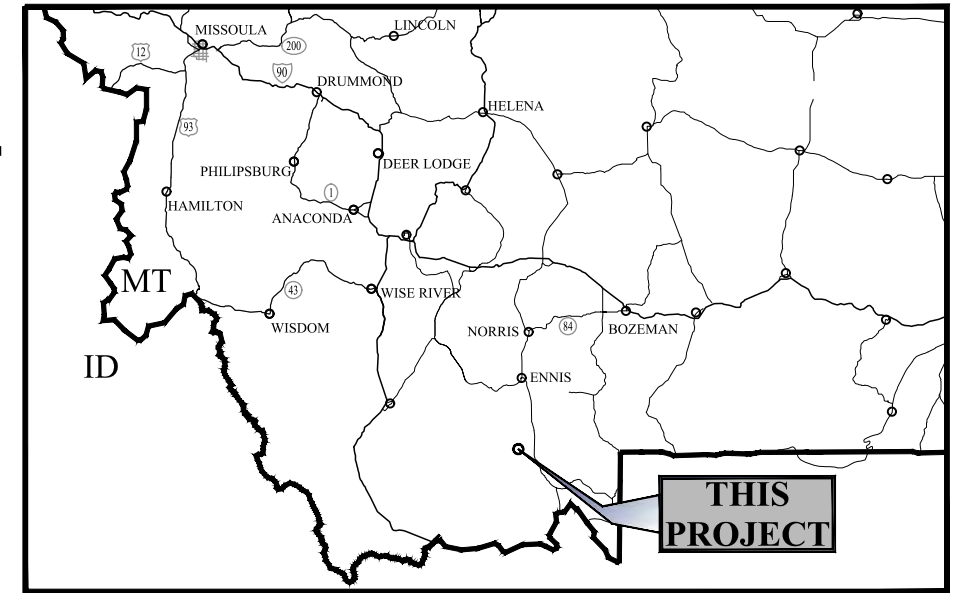 MISSOULA
LINCOLN
12
200
90
DRUMMOND
HELENA
93
PHILIPSBURG
DEER LODGE
1
HAMILTON
ANACONDA
MT
43
WISE RIVER
WISDOM
NORRIS
84
BOZEMAN
ID
ENNIS
THIS
PROJECT